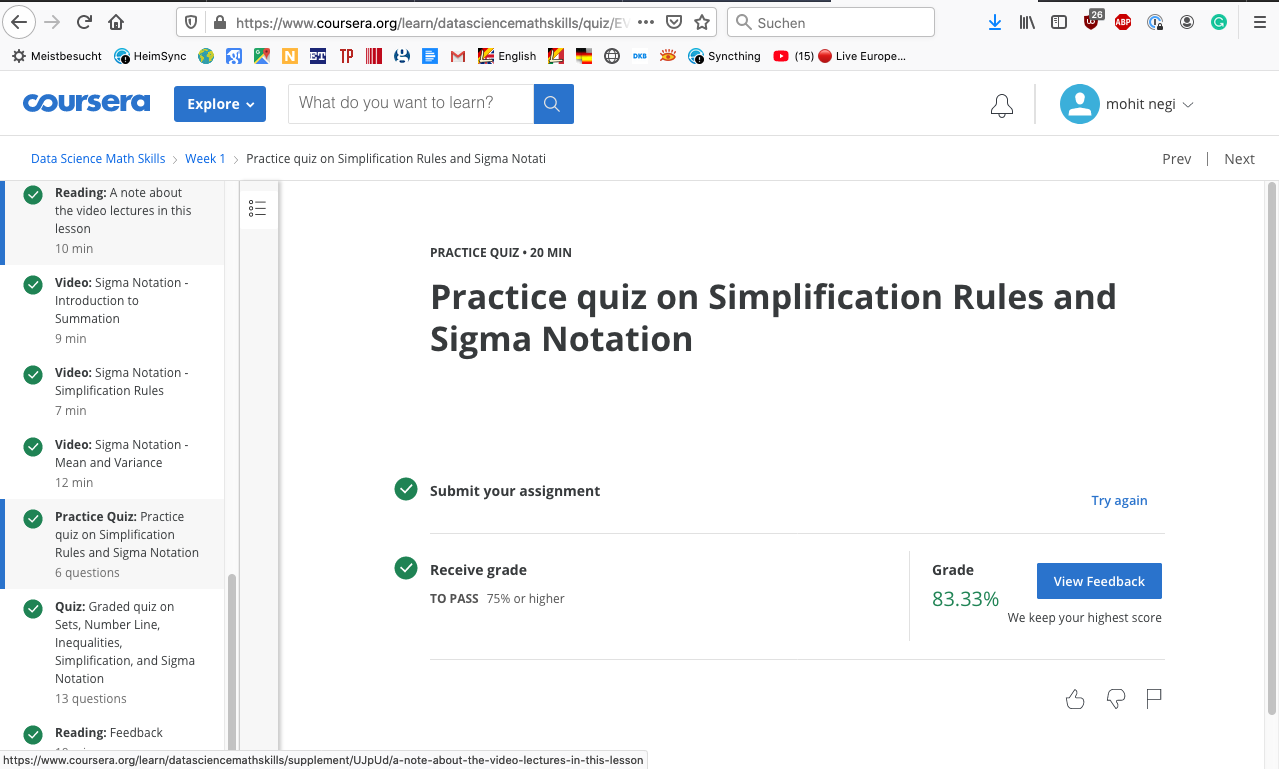 https://www.coursera.org/learn/datasciencemathskills/quiz/EV
Suchen
26
ABP
Meistbesucht
HeimSync
N
ET
TP
English
DKB
Syncthing
(15) 🔴 Live Europe…
coursera
Explore
What do you want to learn?
mohit negi
Data Science Math Skills > Week 1 > Practice quiz on Simplification Rules and Sigma Notati
Prev | Next
Reading: A note about
the video lectures in this
lesson
10 min
Video: Sigma Notation -
Introduction to
Summation
9 min
Video: Sigma Notation -
Simplification Rules
7 min
Video: Sigma Notation -
Mean and Variance
12 min
Practice Quiz: Practice
quiz on Simplification
Rules and Sigma Notation
6 questions
Quiz: Graded quiz on
Sets, Number Line,
Inequalities,
Simplification, and Sigma
Notation
13 questions
Reading: Feedback
PRACTICE QUIZ • 20 MIN
Practice quiz on Simplification Rules and
Sigma Notation
Submit your assignment
Try again
Receive grade
TO PASS 75% or higher
Grade
83.33%
View Feedback
We keep your highest score
https://www.coursera.org/learn/datasciencemathskills/supplement/UJpUd/a-note-about-the-video-lectures-in-this-lesson